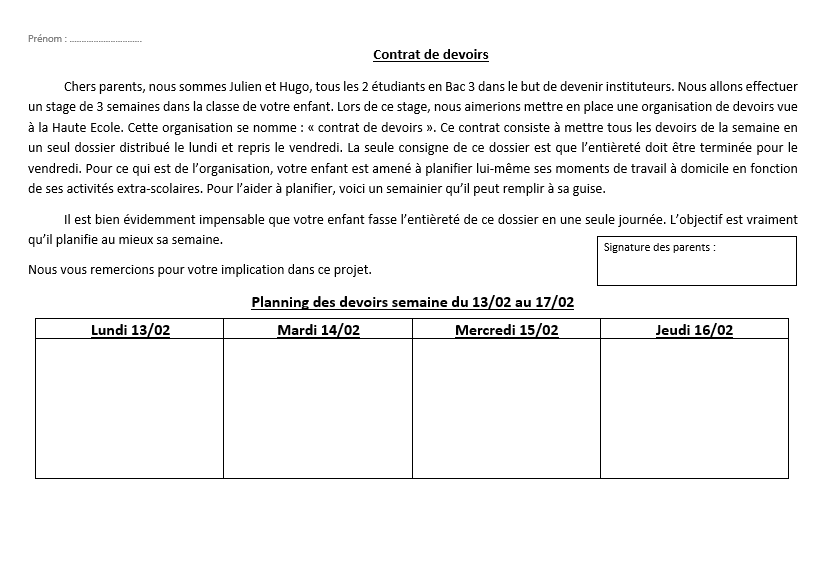 Prénom : ................................
Contrat de devoirs
Chers parents, nous sommes Julien et Hugo, tous les 2 étudiants en Bac 3 dans le but de devenir instituteurs. Nous allons effectuer
un stage de 3 semaines dans la classe de votre enfant. Lors de ce stage, nous aimerions mettre en place une organisation de devoirs vue
à la Haute Ecole. Cette organisation se nomme : « contrat de devoirs ». Ce contrat consiste à mettre tous les devoirs de la semaine en
un seul dossier distribué le lundi et repris le vendredi. La seule consigne de ce dossier est que l’entièreté doit être terminée pour le
vendredi. Pour ce qui est de l’organisation, votre enfant est amené à planifier lui-même ses moments de travail à domicile en fonction
de ses activités extra-scolaires. Pour l’aider à planifier, voici un semainier qu’il peut remplir à sa guise.
Il est bien évidemment impensable que votre enfant fasse l’entièreté de ce dossier en une seule journée. L’objectif est vraiment
qu’il planifie au mieux sa semaine.
Signature des parents :
Nous vous remercions pour votre implication dans ce projet.
Planning des devoirs semaine du 13/02 au 17/02
Lundi 13/02 Mardi 14/02 Mercredi 15/02 Jeudi 16/02